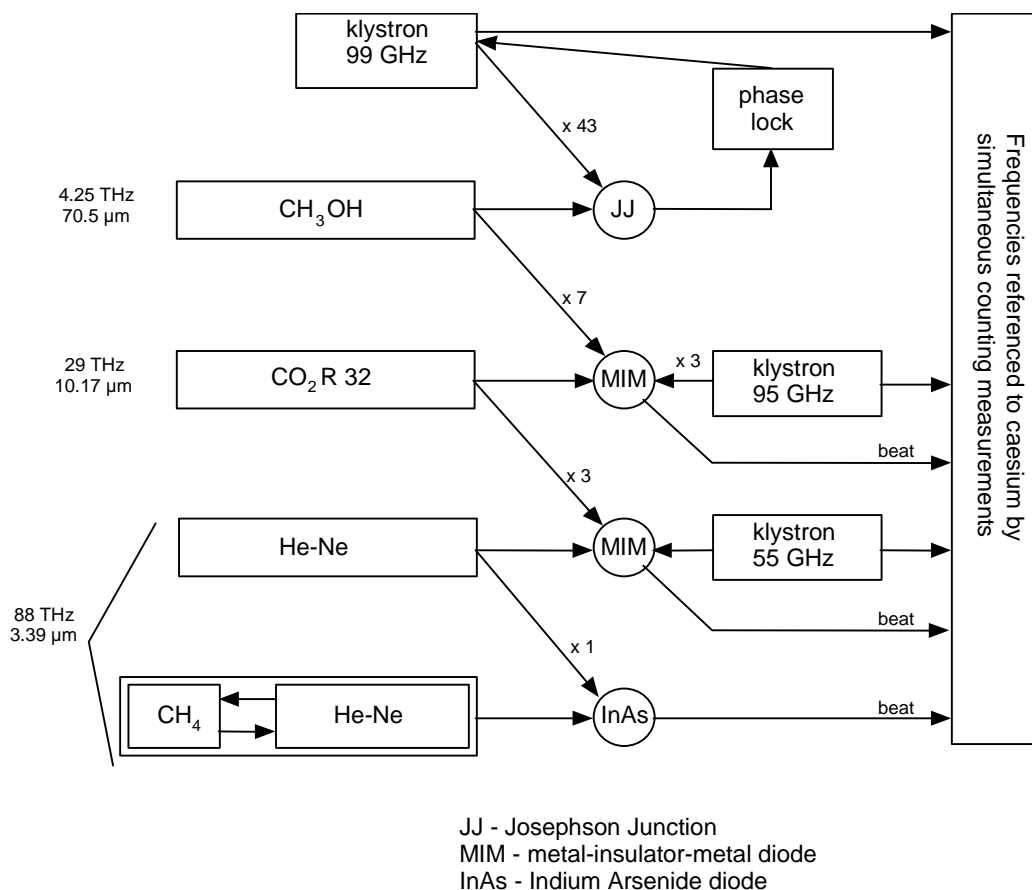 klystron
99 GHz
phase
lock
x 43
4.25 THz
70.5 µm
CH3OH
JJ
x 7
29 THz
10.17 µm
CO2 R 32
MIM
x 3
klystron
95 GHz
beat
x 3
He-Ne
MIM
klystron
55 GHz
88 THz
3.39 µm
beat
x 1
CH4
He-Ne
InAs
beat
Frequencies referenced to caesium by
simultaneous counting measurements
JJ - Josephson Junction
MIM - metal-insulator-metal diode
InAs - Indium Arsenide diode